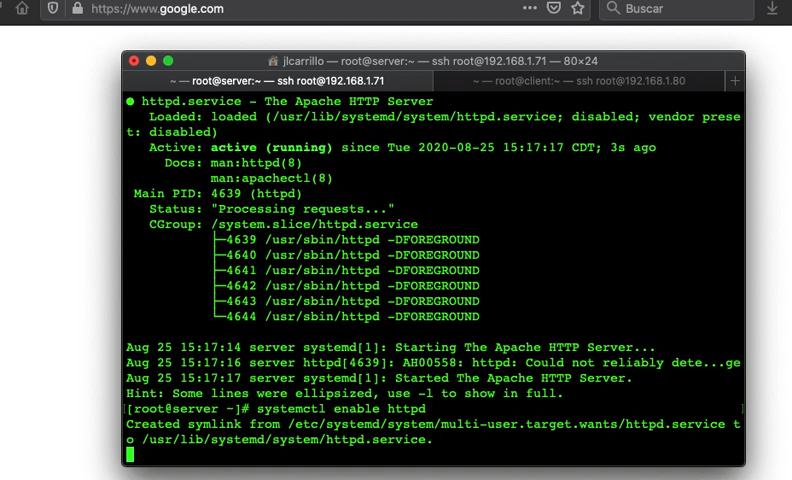 https://www.google.com
Buscar
jlcarrillo — root@server:~ — ssh root@192.168.1.71 — 80×24
~ — root@server:~ — ssh root@192.168.1.71
~ — root@client:~ — ssh root@192.168.1.80
● httpd.service - The Apache HTTP Server
Loaded: loaded (/usr/lib/systemd/system/httpd.service; disabled; vendor prese
t: disabled)
Active: active (running) since Tue 2020-08-25 15:17:17 CDT; 3s ago
Docs: man:httpd(8)
man:apachectl(8)
Main PID: 4639 (httpd)
Status: "Processing requests..."
CGroup: /system.slice/httpd.service
├─4639 /usr/sbin/httpd -DFOREGROUND
├─4640 /usr/sbin/httpd -DFOREGROUND
├─4641 /usr/sbin/httpd -DFOREGROUND
├─4642 /usr/sbin/httpd -DFOREGROUND
├─4643 /usr/sbin/httpd -DFOREGROUND
└─4644 /usr/sbin/httpd -DFOREGROUND
Aug 25 15:17:14 server systemd[1]: Starting The Apache HTTP Server...
Aug 25 15:17:16 server httpd[4639]: AH00558: httpd: Could not reliably dete...ge
Aug 25 15:17:17 server systemd[1]: Started The Apache HTTP Server.
Hint: Some lines were ellipsized, use -l to show in full.
[root@server ~]# systemctl enable httpd
Created symlink from /etc/systemd/system/multi-user.target.wants/httpd.service t
o /usr/lib/systemd/system/httpd.service.